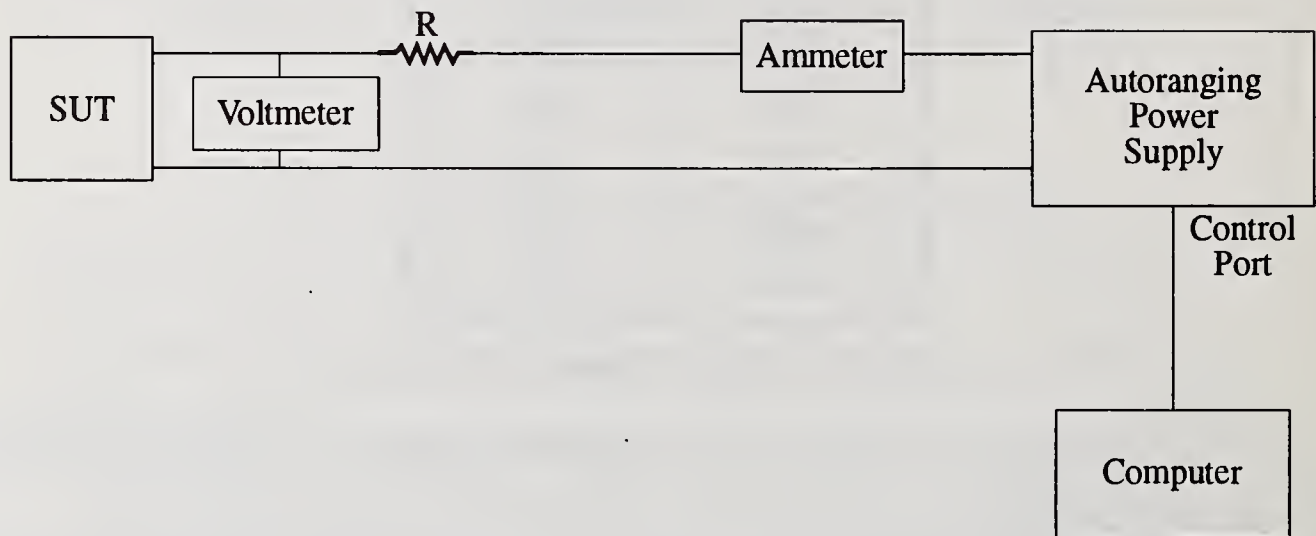 R
SUT
Voltmeter
Ammeter
Autoranging
Power
Supply
Control
Port
Computer